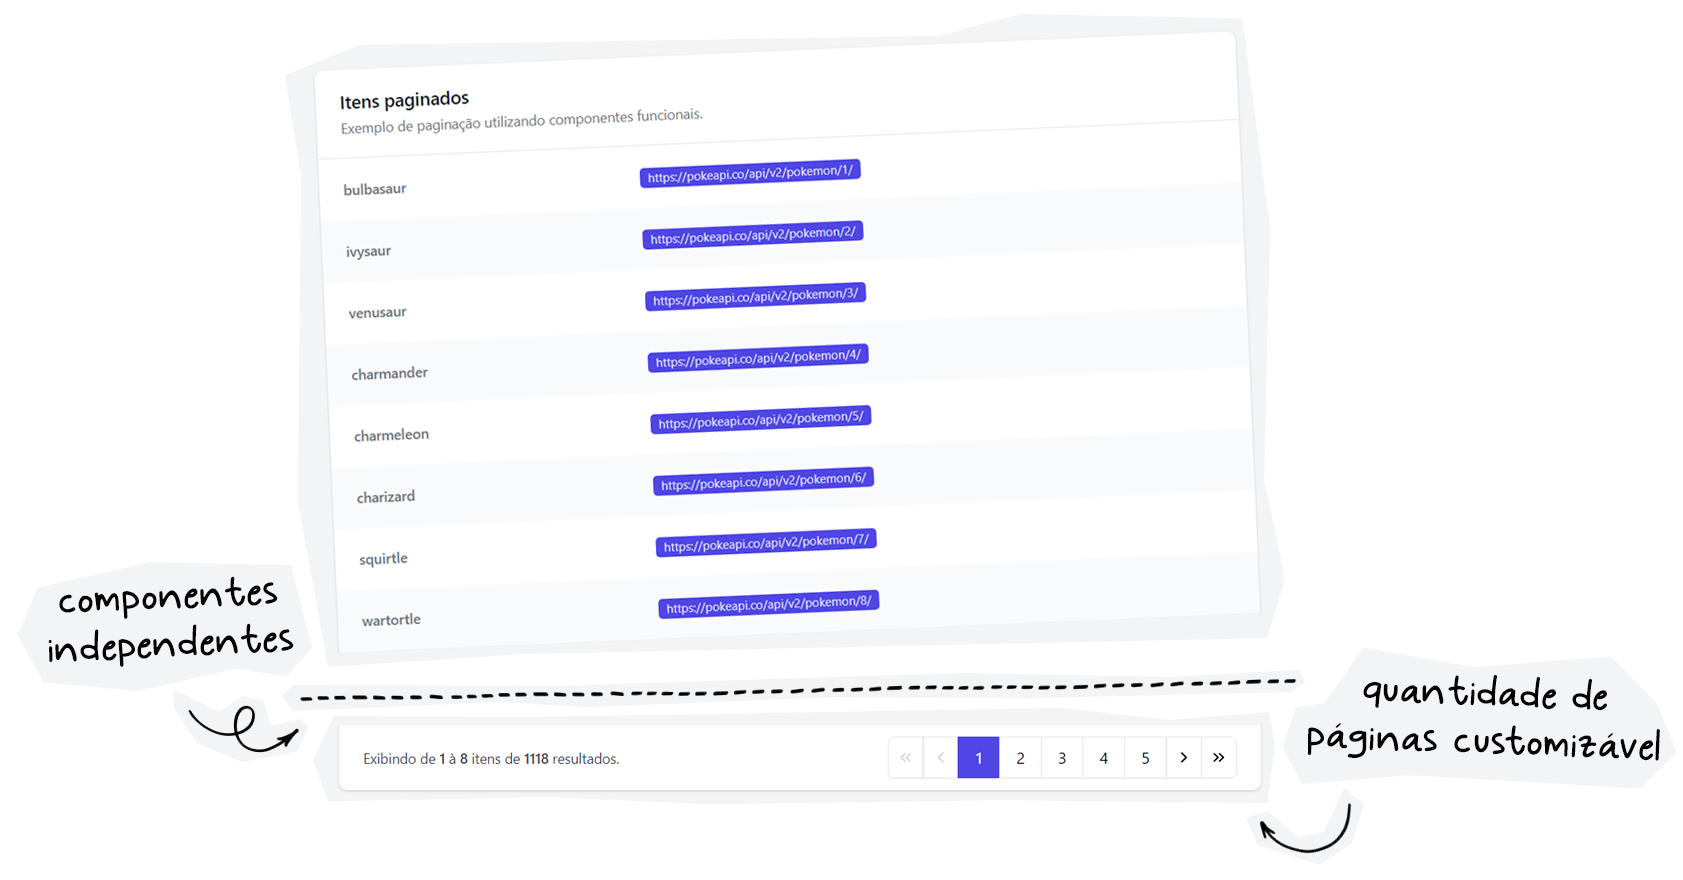 Itens paginados
Exemplo de paginação utilizando componentes funcionais.
bulbasaur https://pokeapi.co/api/v2/pokemon/1/
ivysaur https://pokeapi.co/api/v2/pokemon/2/
venusaur https://pokeapi.co/api/v2/pokemon/3/
charmander https://pokeapi.co/api/v2/pokemon/4/
charmeleon https://pokeapi.co/api/v2/pokemon/5/
charizard https://pokeapi.co/api/v2/pokemon/6/
squirtle https://pokeapi.co/api/v2/pokemon/7/
wartortle https://pokeapi.co/api/v2/pokemon/8/
componentes
independentes
quantidade de
páginas customizável
Exibindo de 1 à 8 itens de 1118 resultados.
« ‹ 1 2 3 4 5 › »